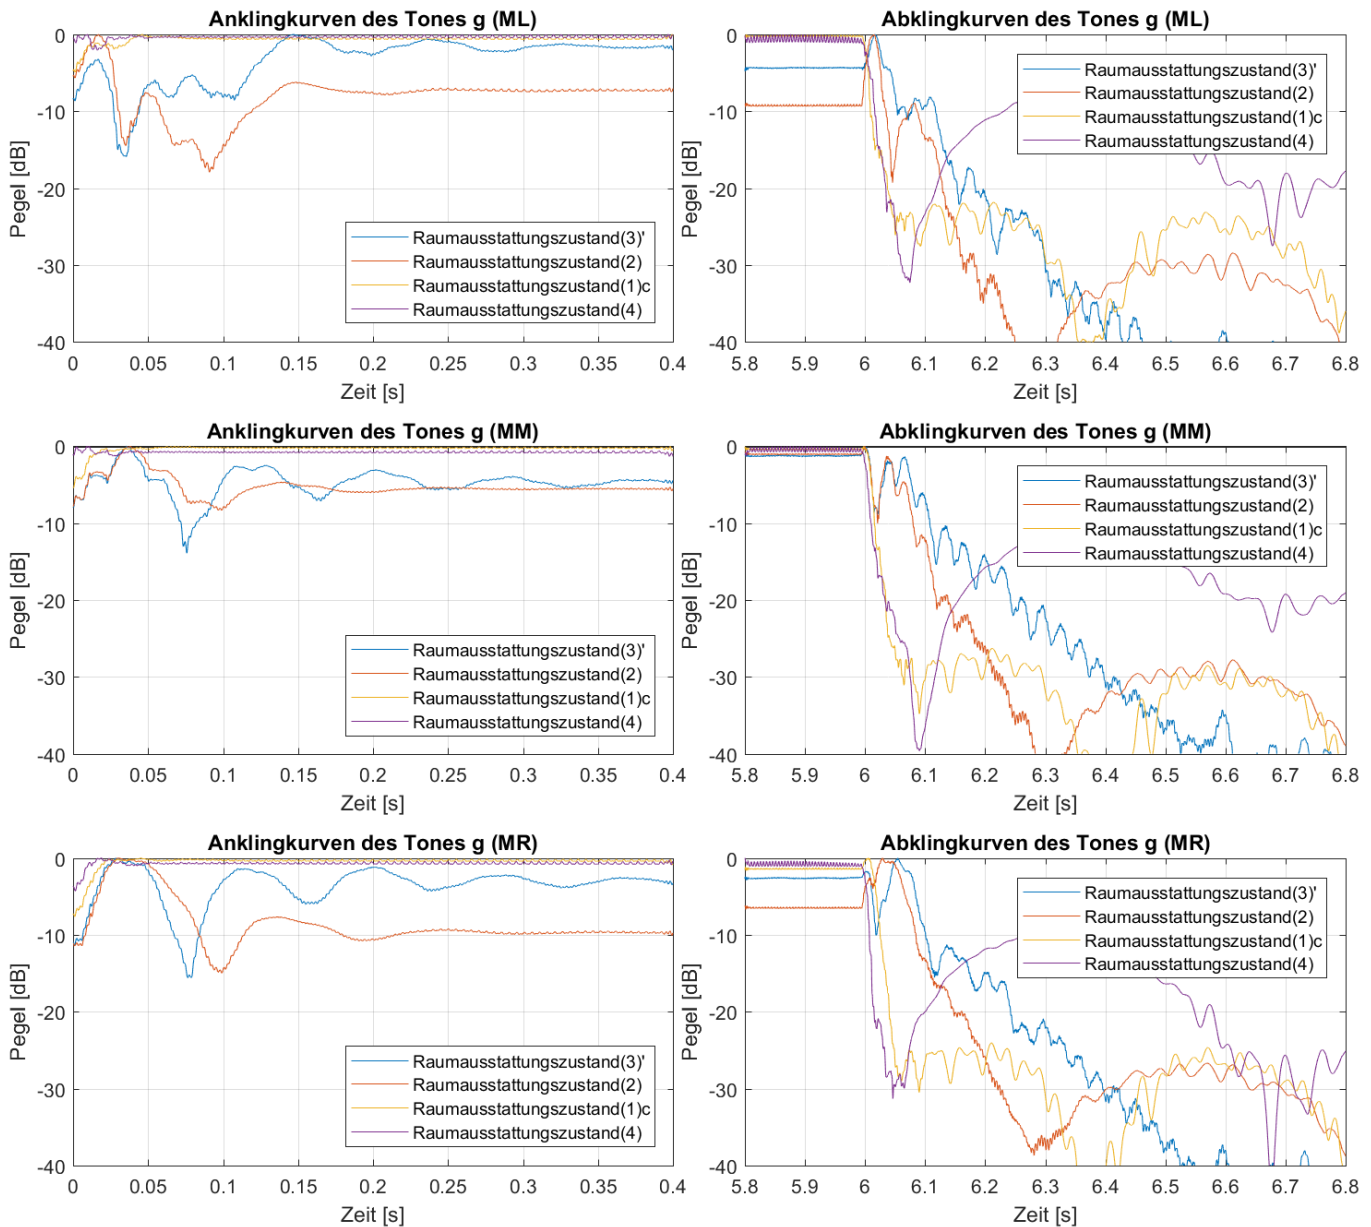 Anklingkurven des Tones g (ML)
Pegel [dB]
0
-10
-20
-30
-40
Raumausstattungszustand(3)'
Raumausstattungszustand(2)
Raumausstattungszustand(1)c
Raumausstattungszustand(4)
0 0.05 0.1 0.15 0.2 0.25 0.3 0.35 0.4
Zeit [s]
Abklingkurven des Tones g (ML)
Pegel [dB]
0
-10
-20
-30
-40
Raumausstattungszustand(3)'
Raumausstattungszustand(2)
Raumausstattungszustand(1)c
Raumausstattungszustand(4)
5.8 5.9 6 6.1 6.2 6.3 6.4 6.5 6.6 6.7 6.8
Zeit [s]
Anklingkurven des Tones g (MM)
Pegel [dB]
0
-10
-20
-30
-40
Raumausstattungszustand(3)'
Raumausstattungszustand(2)
Raumausstattungszustand(1)c
Raumausstattungszustand(4)
0 0.05 0.1 0.15 0.2 0.25 0.3 0.35 0.4
Zeit [s]
Abklingkurven des Tones g (MM)
Pegel [dB]
0
-10
-20
-30
-40
Raumausstattungszustand(3)'
Raumausstattungszustand(2)
Raumausstattungszustand(1)c
Raumausstattungszustand(4)
5.8 5.9 6 6.1 6.2 6.3 6.4 6.5 6.6 6.7 6.8
Zeit [s]
Anklingkurven des Tones g (MR)
Pegel [dB]
0
-10
-20
-30
-40
Raumausstattungszustand(3)'
Raumausstattungszustand(2)
Raumausstattungszustand(1)c
Raumausstattungszustand(4)
0 0.05 0.1 0.15 0.2 0.25 0.3 0.35 0.4
Zeit [s]
Abklingkurven des Tones g (MR)
Pegel [dB]
0
-10
-20
-30
-40
Raumausstattungszustand(3)'
Raumausstattungszustand(2)
Raumausstattungszustand(1)c
Raumausstattungszustand(4)
5.8 5.9 6 6.1 6.2 6.3 6.4 6.5 6.6 6.7 6.8
Zeit [s]